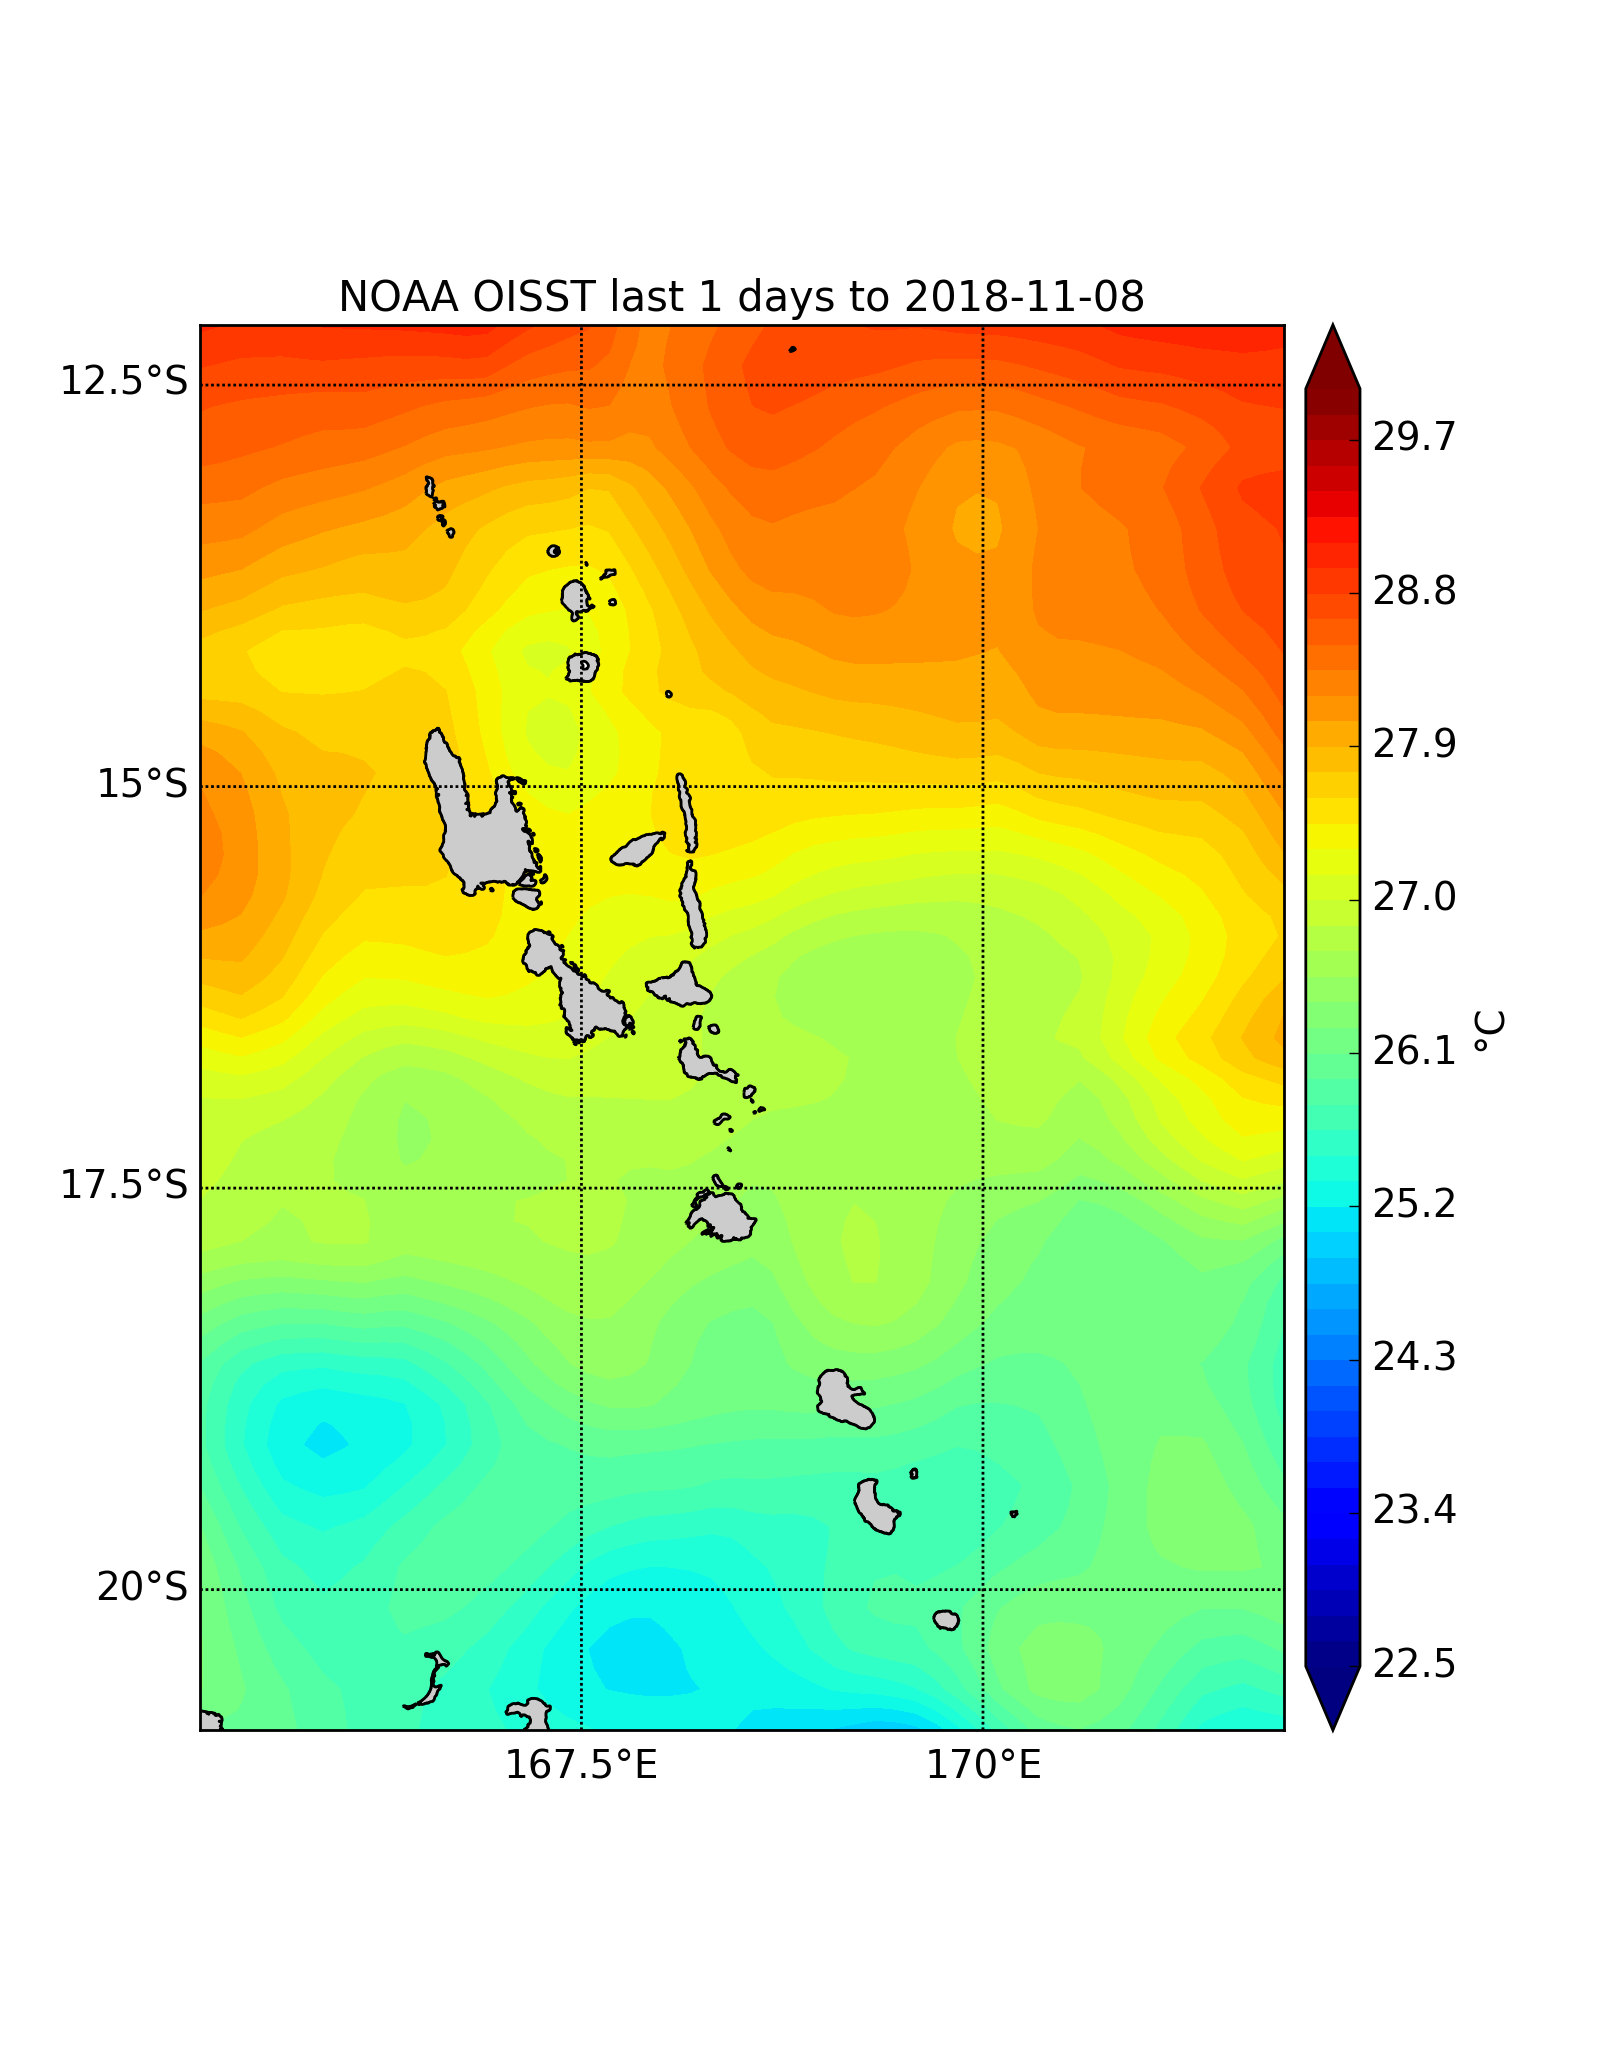 NOAA OISST last 1 days to 2018-11-08
12.5°S
15°S
17.5°S
20°S
167.5°E
170°E
29.7
28.8
27.9
27.0
26.1
25.2
24.3
23.4
22.5
°C